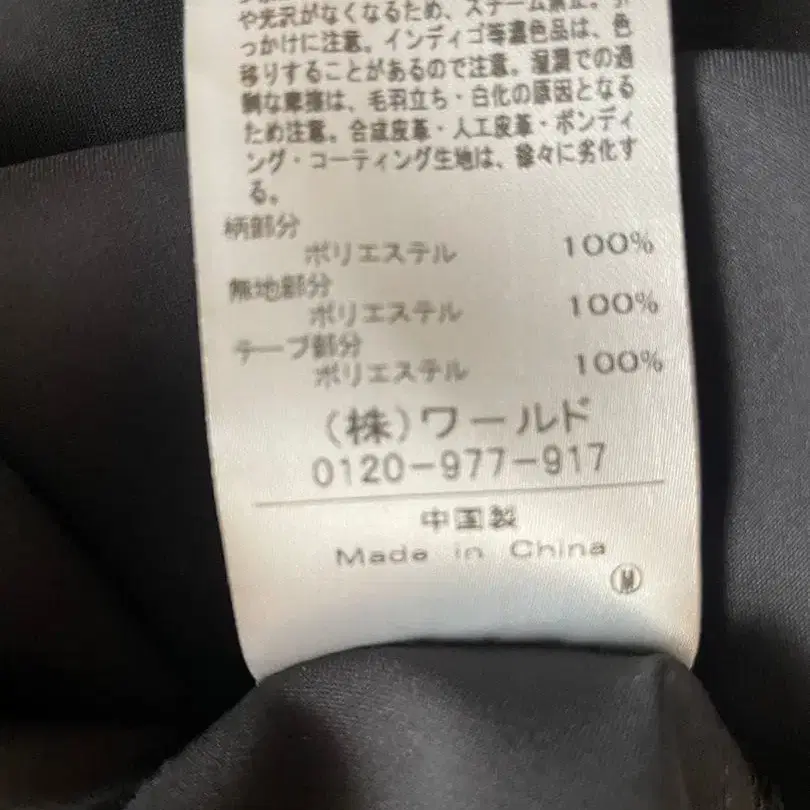 や光沢がなくなるため、スチーム禁止。引
っかけに注意。インディゴ等濃色品は、色
移りすることがあるので注意。湿潤での過
剰な摩擦は、毛羽立ち・白化の原因となる
ため注意。合成皮革・人工皮革・ボンディ
ング・コーティング生地は、徐々に劣化す
る。
柄部分
ポリエステル 100%
無地部分
ポリエステル 100%
テープ部分
ポリエステル 100%
(株)ワールド
0120-977-917
中国製
Made in China
M